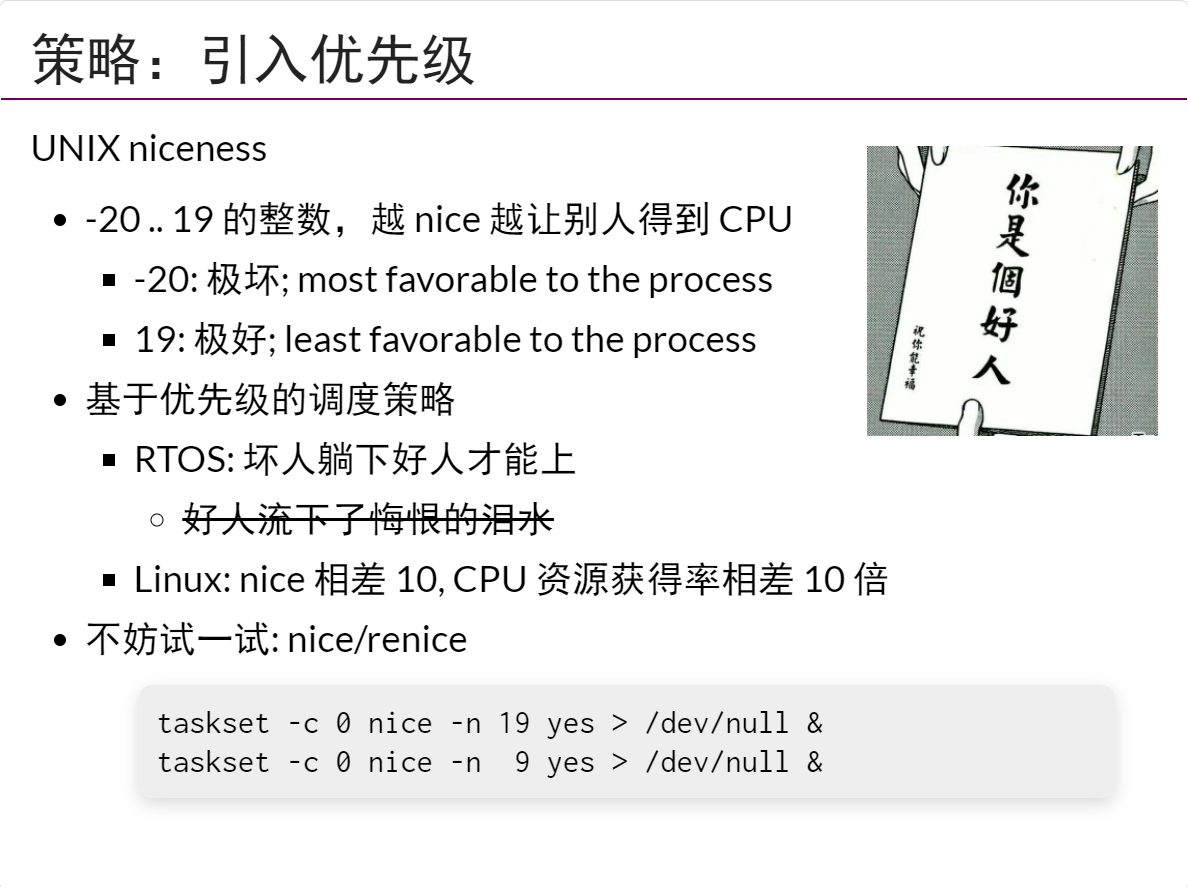 策略：引入优先级
UNIX niceness
-20 .. 19 的整数，越 nice 越让别人得到 CPU
-20: 极坏; most favorable to the process
19: 极好; least favorable to the process
基于优先级的调度策略
RTOS: 坏人躺下好人才能上
好人流下了悔恨的泪水
Linux: nice 相差 10, CPU 资源获得率相差 10 倍
不妨试一试: nice/renice
taskset -c 0 nice -n 19 yes > /dev/null &
taskset -c 0 nice -n  9 yes > /dev/null &
你是個好人
祝你能幸福